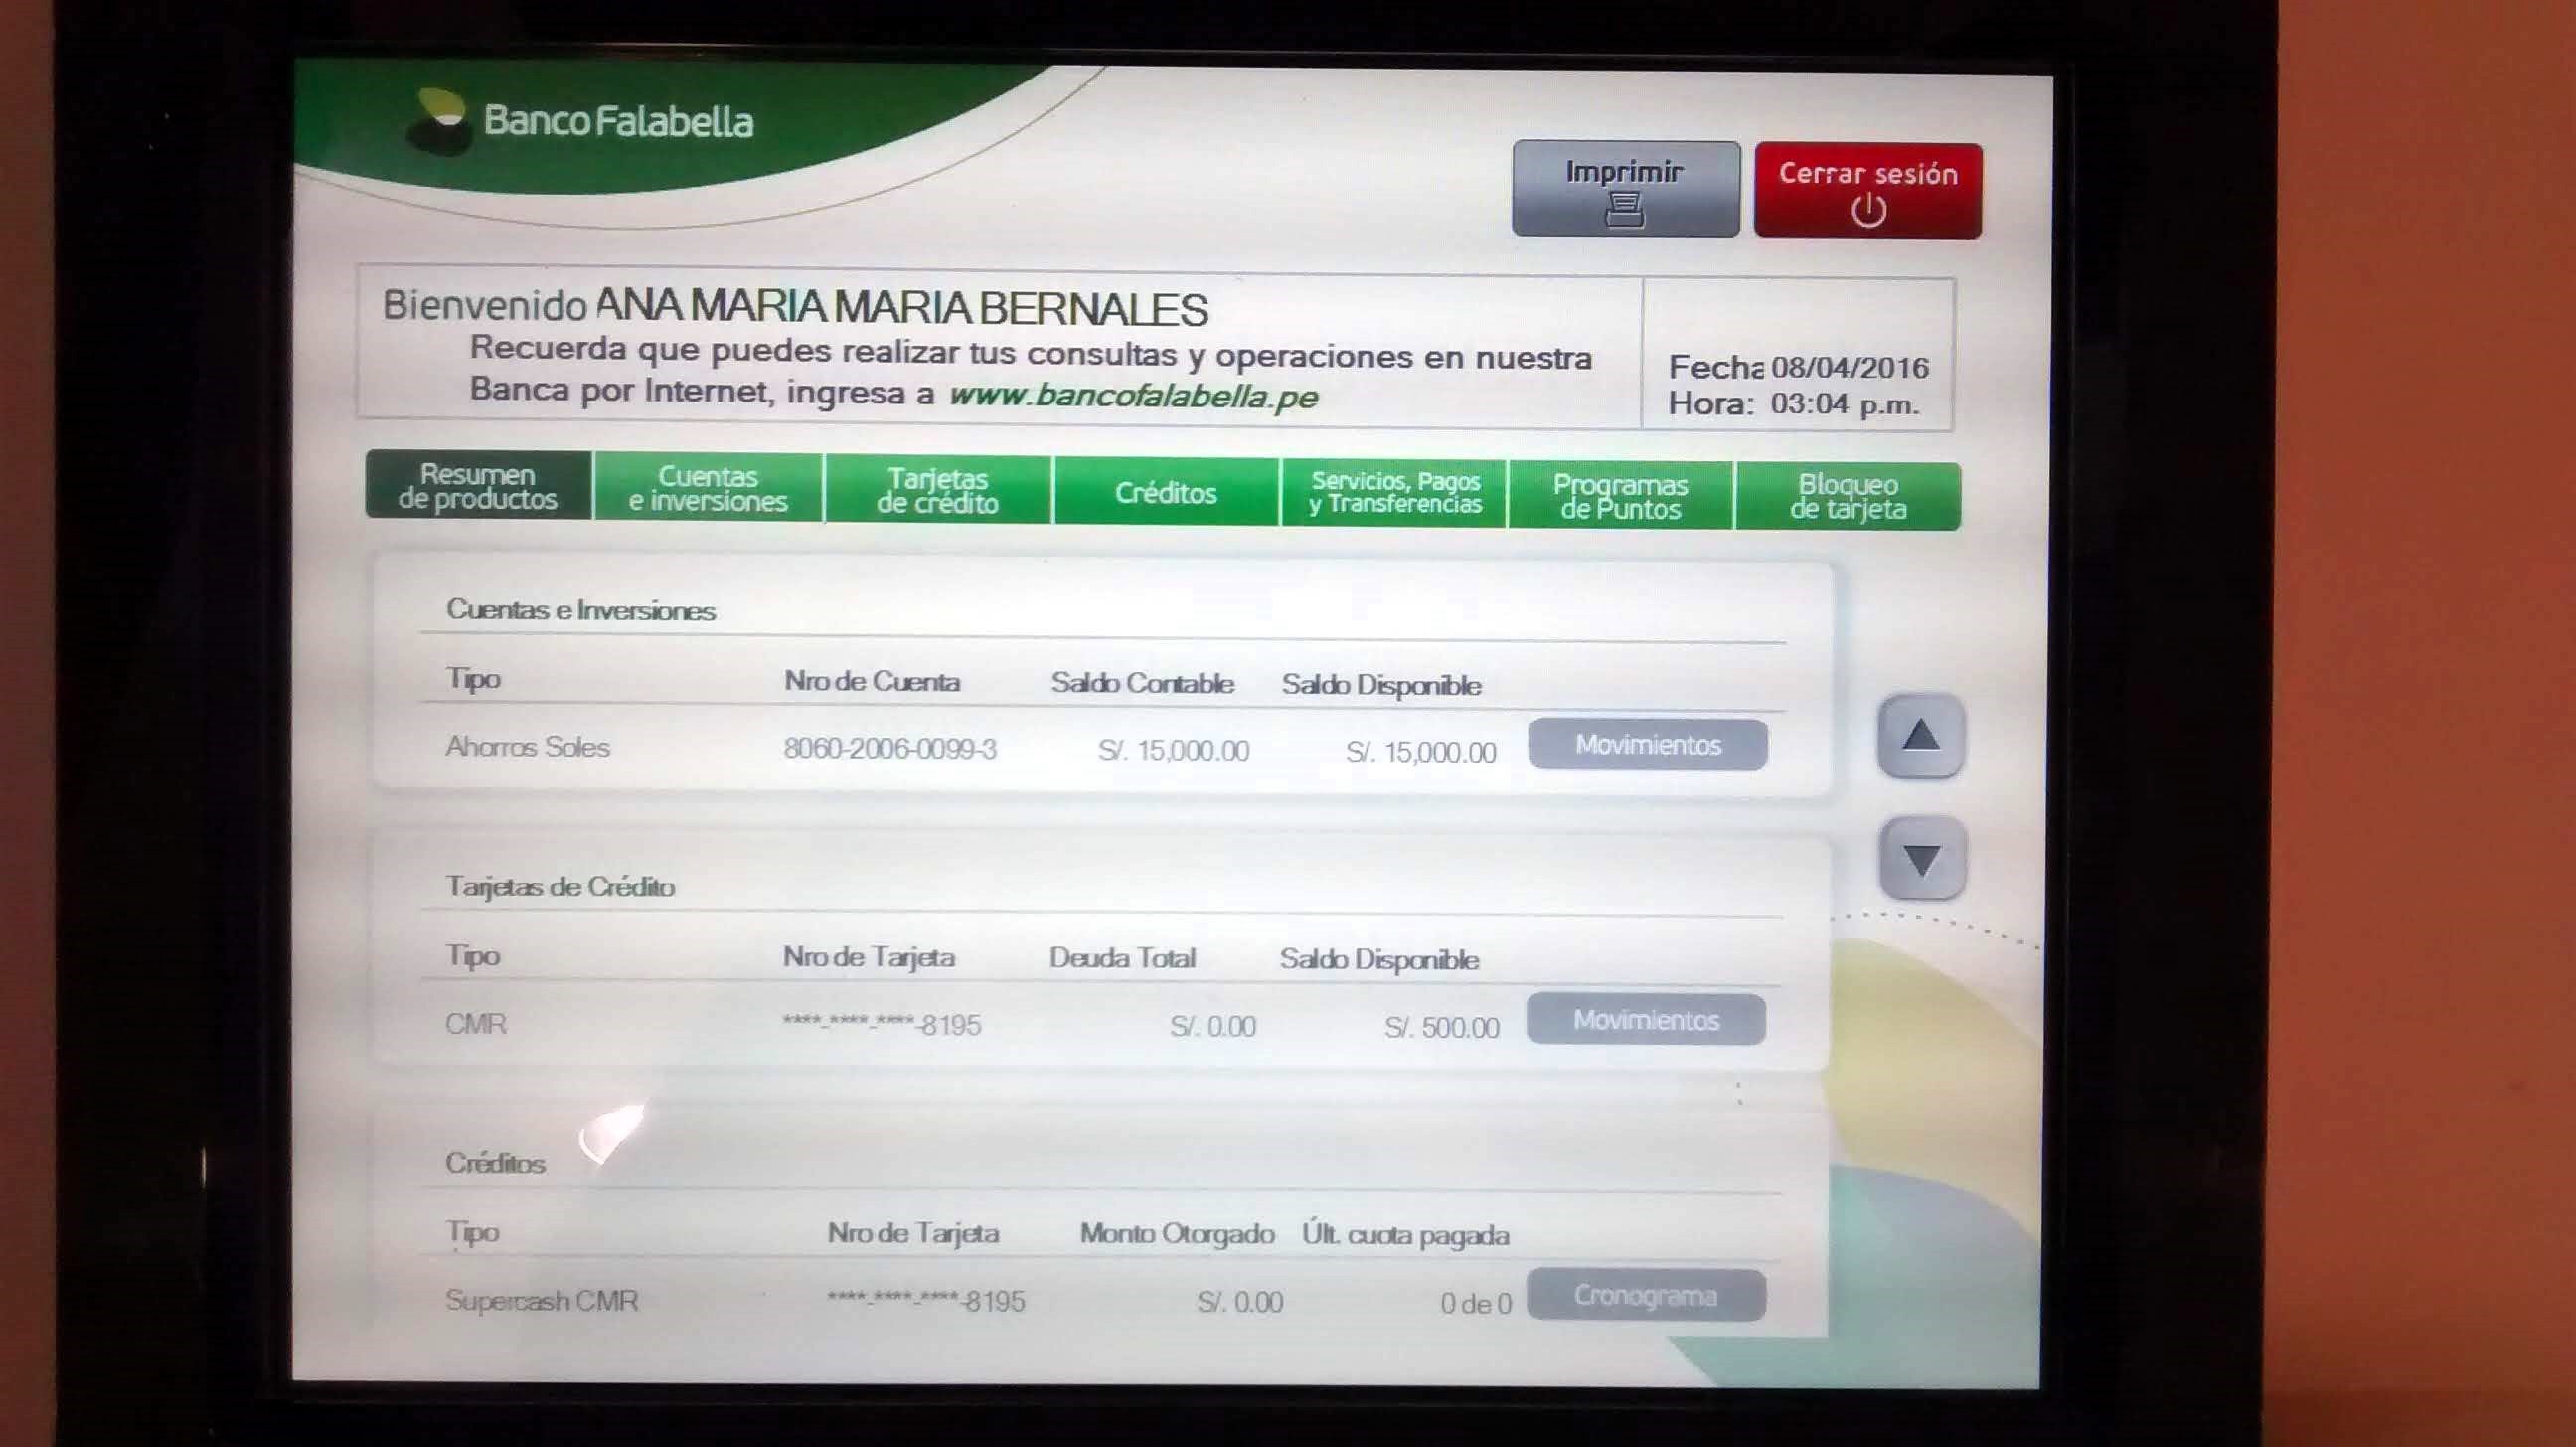 Banco Falabella
Imprimir
Cerrar sesión
Bienvenido ANA MARIA MARIA BERNALES
Recuerda que puedes realizar tus consultas y operaciones en nuestra
Banca por Internet, ingresa a www.bancofalabella.pe
Fecha 08/04/2016
Hora: 03:04 p.m.
Resumen de productos
Cuentas e inversiones
Tarjetas de crédito
Créditos
Servicios, Pagos y Transferencias
Programas de Puntos
Bloqueo de tarjeta
Cuentas e Inversiones
Tipo Nro de Cuenta Saldo Contable Saldo Disponible
Ahorros Soles 8060-2006-0099-3 S/. 15,000.00 S/. 15,000.00 Movimientos
Tarjetas de Crédito
Tipo Nro de Tarjeta Deuda Total Saldo Disponible
CMR ****-****-****-8195 S/. 0.00 S/. 500.00 Movimientos
Créditos
Tipo Nro de Tarjeta Monto Otorgado Últ. cuota pagada
Supercash CMR ****-****-****-8195 S/. 0.00 0 de 0 Cronograma